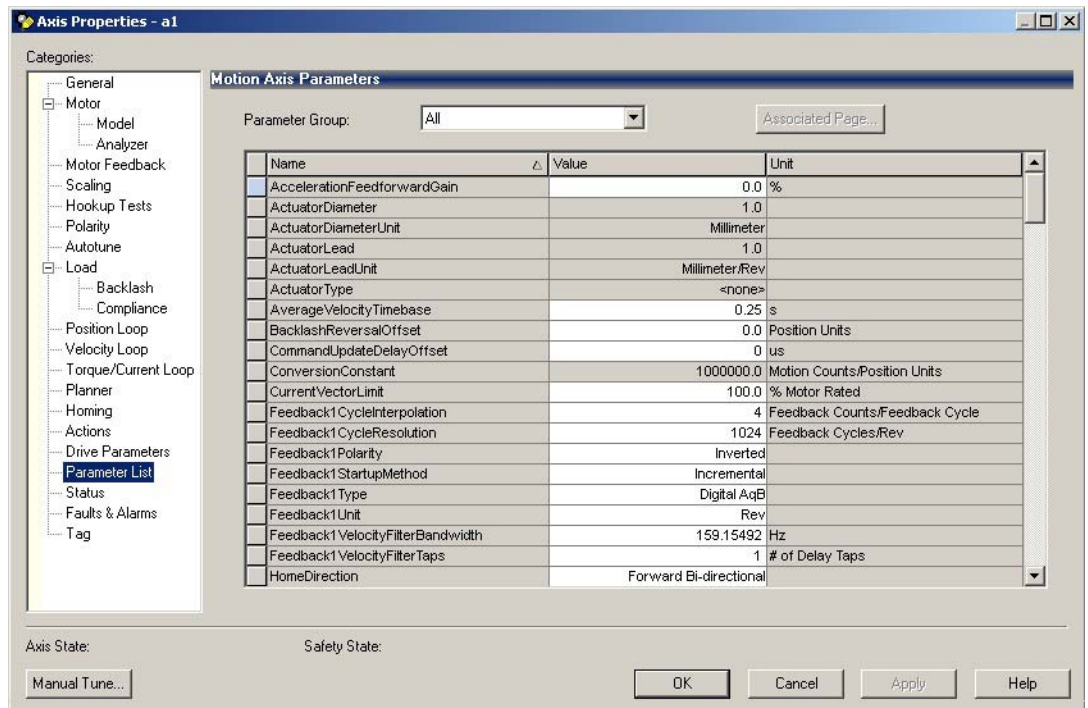 Axis Properties - a1
Categories:
General
Motor
Model
Analyzer
Motor Feedback
Scaling
Hookup Tests
Polarity
Autotune
Load
Backlash
Compliance
Position Loop
Velocity Loop
Torque/Current Loop
Planner
Homing
Actions
Drive Parameters
Parameter List
Status
Faults & Alarms
Tag
Motion Axis Parameters
Parameter Group: All Associated Page...
Name Value Unit
AccelerationFeedforwardGain 0.0 %
ActuatorDiameter 1.0
ActuatorDiameterUnit Millimeter
ActuatorLead 1.0
ActuatorLeadUnit Millimeter/Rev
ActuatorType <none>
AverageVelocityTimebase 0.25 s
BacklashReversalOffset 0.0 Position Units
CommandUpdateDelayOffset 0 us
ConversionConstant 1000000.0 Motion Counts/Position Units
CurrentVectorLimit 100.0 % Motor Rated
Feedback1CycleInterpolation 4 Feedback Counts/Feedback Cycle
Feedback1CycleResolution 1024 Feedback Cycles/Rev
Feedback1Polarity Inverted
Feedback1StartupMethod Incremental
Feedback1Type Digital AqB
Feedback1Unit Rev
Feedback1VelocityFilterBandwidth 159.15492 Hz
Feedback1VelocityFilterTaps 1 # of Delay Taps
HomeDirection Forward Bi-directional
Axis State: Safety State:
Manual Tune... OK Cancel Apply Help